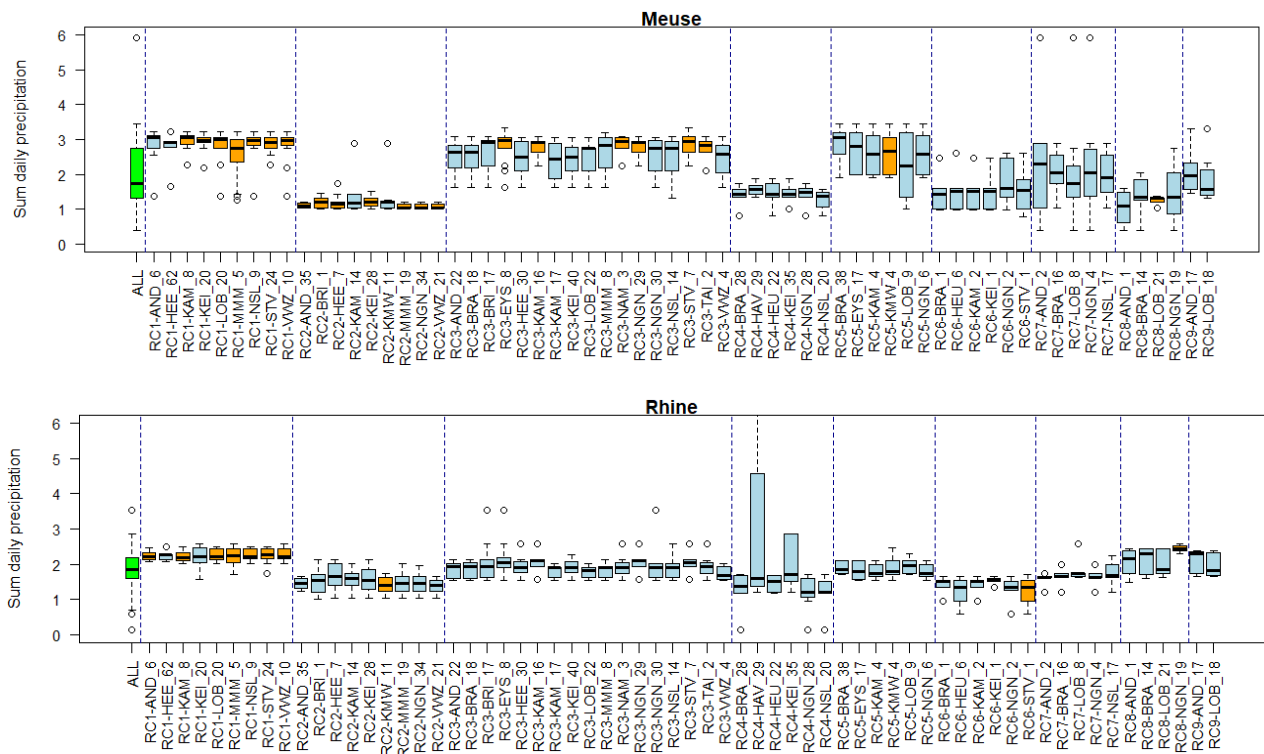 Meuse
Sum daily precipitation
6
5
4
3
2
1
0
ALL
RC1-AND_6
RC1-HEE_62
RC1-KAM_8
RC1-KEI_20
RC1-LOB_20
RC1-MMM_5
RC1-NSL_9
RC1-STV_24
RC1-VWZ_10
RC2-AND_35
RC2-BRI_1
RC2-HEE_7
RC2-KAM_14
RC2-KEI_28
RC2-KMW_11
RC2-MMM_19
RC2-NGN_34
RC2-VWZ_21
RC3-AND_22
RC3-BRA_18
RC3-BRI_17
RC3-EYS_8
RC3-HEE_30
RC3-KAM_16
RC3-KAM_17
RC3-KEI_40
RC3-LOB_22
RC3-MMM_8
RC3-NAM_3
RC3-NGN_29
RC3-NGN_30
RC3-NSL_14
RC3-STV_7
RC3-TAI_2
RC3-VWZ_4
RC4-BRA_28
RC4-HAV_29
RC4-HEU_22
RC4-KEI_35
RC4-NGN_28
RC4-NSL_20
RC5-BRA_38
RC5-EYS_17
RC5-KAM_4
RC5-KMW_4
RC5-LOB_9
RC5-NGN_6
RC6-BRA_1
RC6-HEU_6
RC6-KAM_2
RC6-KEI_1
RC6-NGN_2
RC6-STV_1
RC7-AND_2
RC7-BRA_16
RC7-LOB_8
RC7-NGN_4
RC7-NSL_17
RC8-AND_1
RC8-BRA_14
RC8-LOB_21
RC8-NGN_19
RC9-AND_17
RC9-LOB_18
Rhine
Sum daily precipitation
6
5
4
3
2
1
0
ALL
RC1-AND_6
RC1-HEE_62
RC1-KAM_8
RC1-KEI_20
RC1-LOB_20
RC1-MMM_5
RC1-NSL_9
RC1-STV_24
RC1-VWZ_10
RC2-AND_35
RC2-BRI_1
RC2-HEE_7
RC2-KAM_14
RC2-KEI_28
RC2-KMW_11
RC2-MMM_19
RC2-NGN_34
RC2-VWZ_21
RC3-AND_22
RC3-BRA_18
RC3-BRI_17
RC3-EYS_8
RC3-HEE_30
RC3-KAM_16
RC3-KAM_17
RC3-KEI_40
RC3-LOB_22
RC3-MMM_8
RC3-NAM_3
RC3-NGN_29
RC3-NGN_30
RC3-NSL_14
RC3-STV_7
RC3-TAI_2
RC3-VWZ_4
RC4-BRA_28
RC4-HAV_29
RC4-HEU_22
RC4-KEI_35
RC4-NGN_28
RC4-NSL_20
RC5-BRA_38
RC5-EYS_17
RC5-KAM_4
RC5-KMW_4
RC5-LOB_9
RC5-NGN_6
RC6-BRA_1
RC6-HEU_6
RC6-KAM_2
RC6-KEI_1
RC6-NGN_2
RC6-STV_1
RC7-AND_2
RC7-BRA_16
RC7-LOB_8
RC7-NGN_4
RC7-NSL_17
RC8-AND_1
RC8-BRA_14
RC8-LOB_21
RC8-NGN_19
RC9-AND_17
RC9-LOB_18